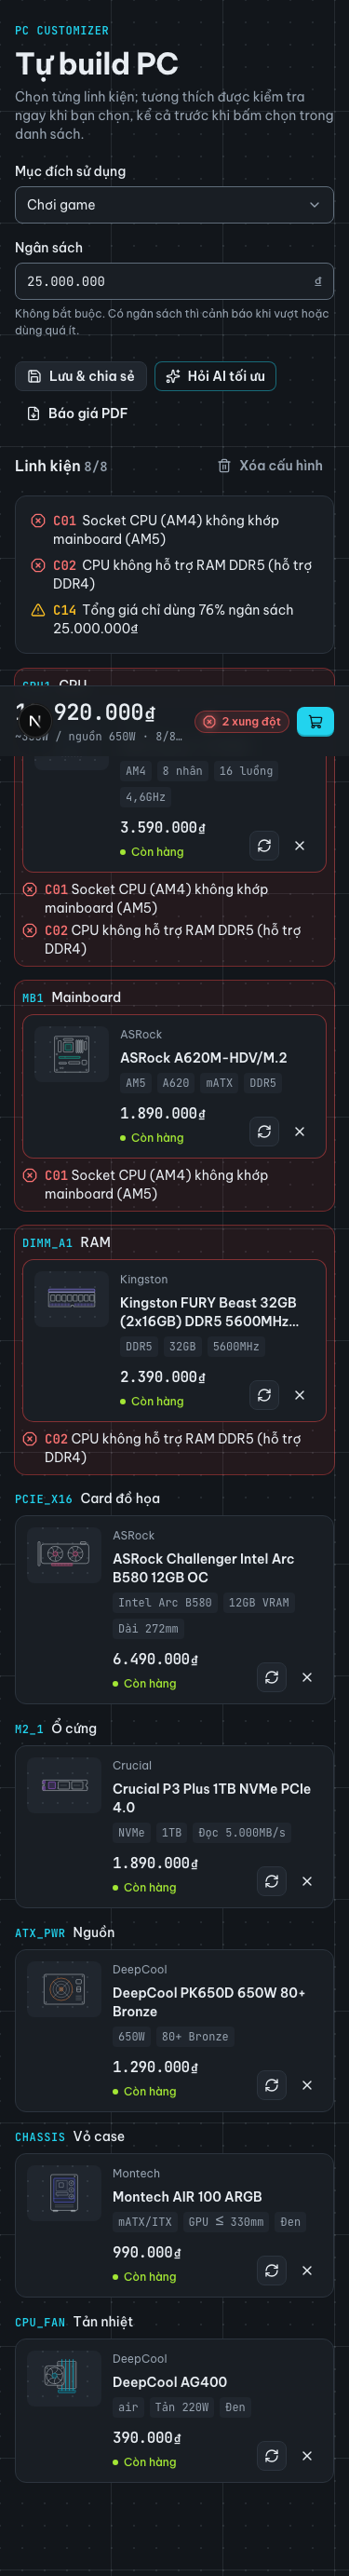 PC CUSTOMIZER
Tự build PC
Chọn từng linh kiện; tương thích được kiểm tra
ngay khi bạn chọn, kể cả trước khi bấm chọn trong
danh sách.
Mục đích sử dụng
Chơi game
Ngân sách
25.000.000 ₫
Không bắt buộc. Có ngân sách thì cảnh báo khi vượt hoặc
dùng quá ít.
Lưu & chia sẻ
Hỏi AI tối ưu
Báo giá PDF
Linh kiện 8/8
Xóa cấu hình
C01 Socket CPU (AM4) không khớp
mainboard (AM5)
C02 CPU không hỗ trợ RAM DDR5 (hỗ trợ
DDR4)
C14 Tổng giá chỉ dùng 76% ngân sách
25.000.000₫
CPU1 CPU
920.000₫
N
2 xung đột
/ nguồn 650W · 8/8…
AM4 8 nhân 16 luồng
4,6GHz
3.590.000₫
Còn hàng
C01 Socket CPU (AM4) không khớp
mainboard (AM5)
C02 CPU không hỗ trợ RAM DDR5 (hỗ trợ
DDR4)
MB1 Mainboard
ASRock
ASRock A620M-HDV/M.2
AM5 A620 mATX DDR5
1.890.000₫
Còn hàng
C01 Socket CPU (AM4) không khớp
mainboard (AM5)
DIMM_A1 RAM
Kingston
Kingston FURY Beast 32GB
(2x16GB) DDR5 5600MHz…
DDR5 32GB 5600MHz
2.390.000₫
Còn hàng
C02 CPU không hỗ trợ RAM DDR5 (hỗ trợ
DDR4)
PCIE_X16 Card đồ họa
ASRock
ASRock Challenger Intel Arc
B580 12GB OC
Intel Arc B580 12GB VRAM
Dài 272mm
6.490.000₫
Còn hàng
M2_1 Ổ cứng
Crucial
Crucial P3 Plus 1TB NVMe PCIe
4.0
NVMe 1TB Đọc 5.000MB/s
1.890.000₫
Còn hàng
ATX_PWR Nguồn
DeepCool
DeepCool PK650D 650W 80+
Bronze
650W 80+ Bronze
1.290.000₫
Còn hàng
CHASSIS Vỏ case
Montech
Montech AIR 100 ARGB
mATX/ITX GPU ≤ 330mm Đen
990.000₫
Còn hàng
CPU_FAN Tản nhiệt
DeepCool
DeepCool AG400
air Tản 220W Đen
390.000₫
Còn hàng